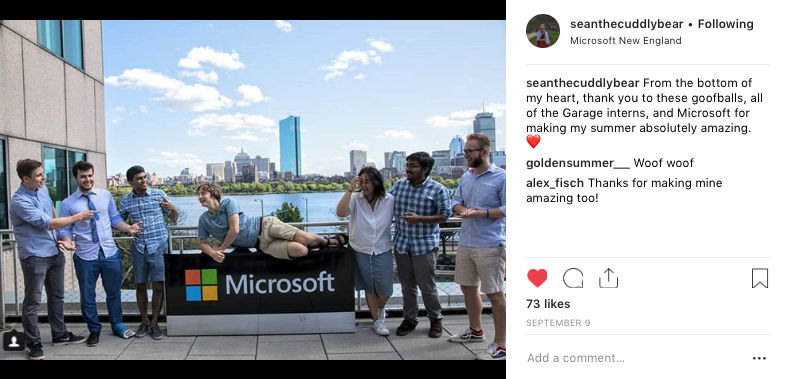 Microsoft
seanthecuddlybear • Following
Microsoft New England
seanthecuddlybear From the bottom of
my heart, thank you to these goofballs, all
of the Garage interns, and Microsoft for
making my summer absolutely amazing.
❤️
goldensummer___ Woof woof
alex_fisch Thanks for making mine
amazing too!
73 likes
SEPTEMBER 9
Add a comment...